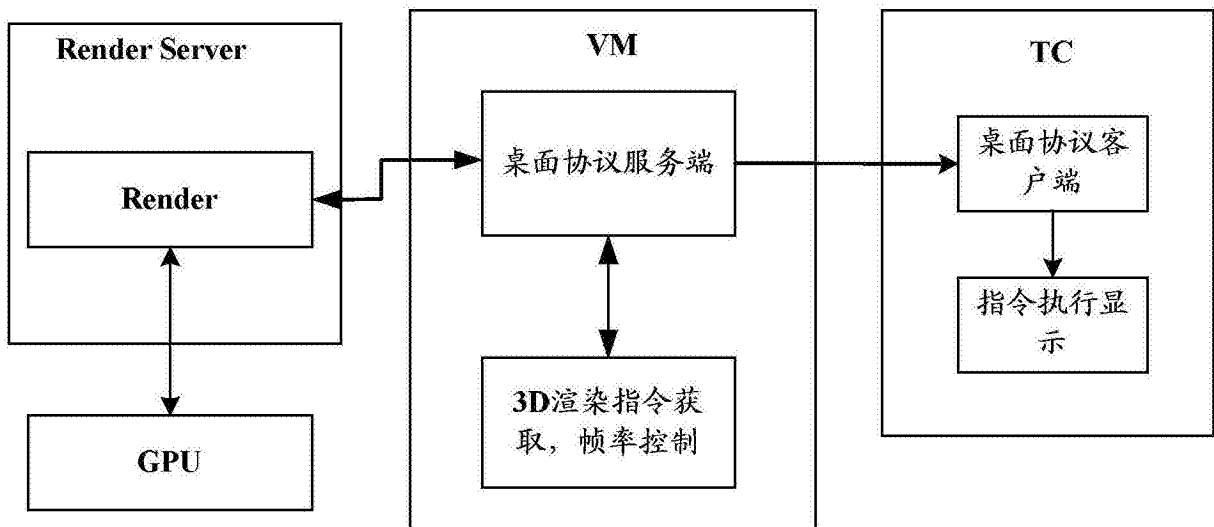 Render Server
Render
GPU
VM
桌面协议服务端
3D渲染指令获
取，帧率控制
TC
桌面协议客
户端
指令执行显
示